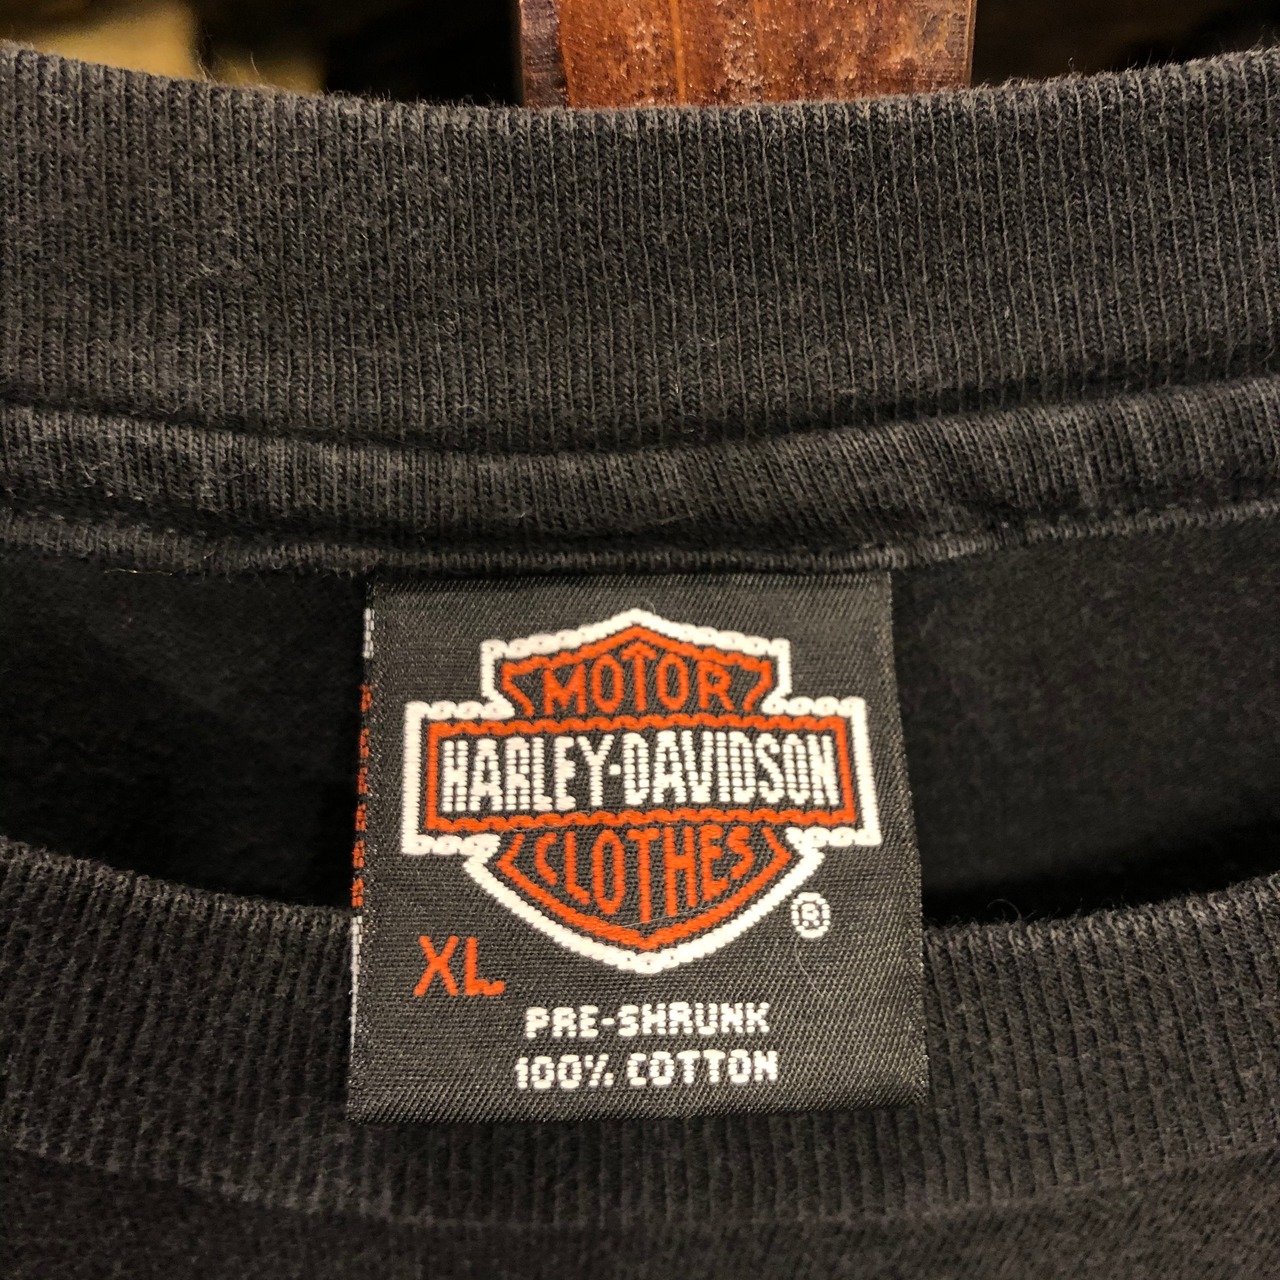 MOTOR
HARLEY-DAVIDSON
CLOTHES
®
XL
PRE-SHRUNK
100% COTTON